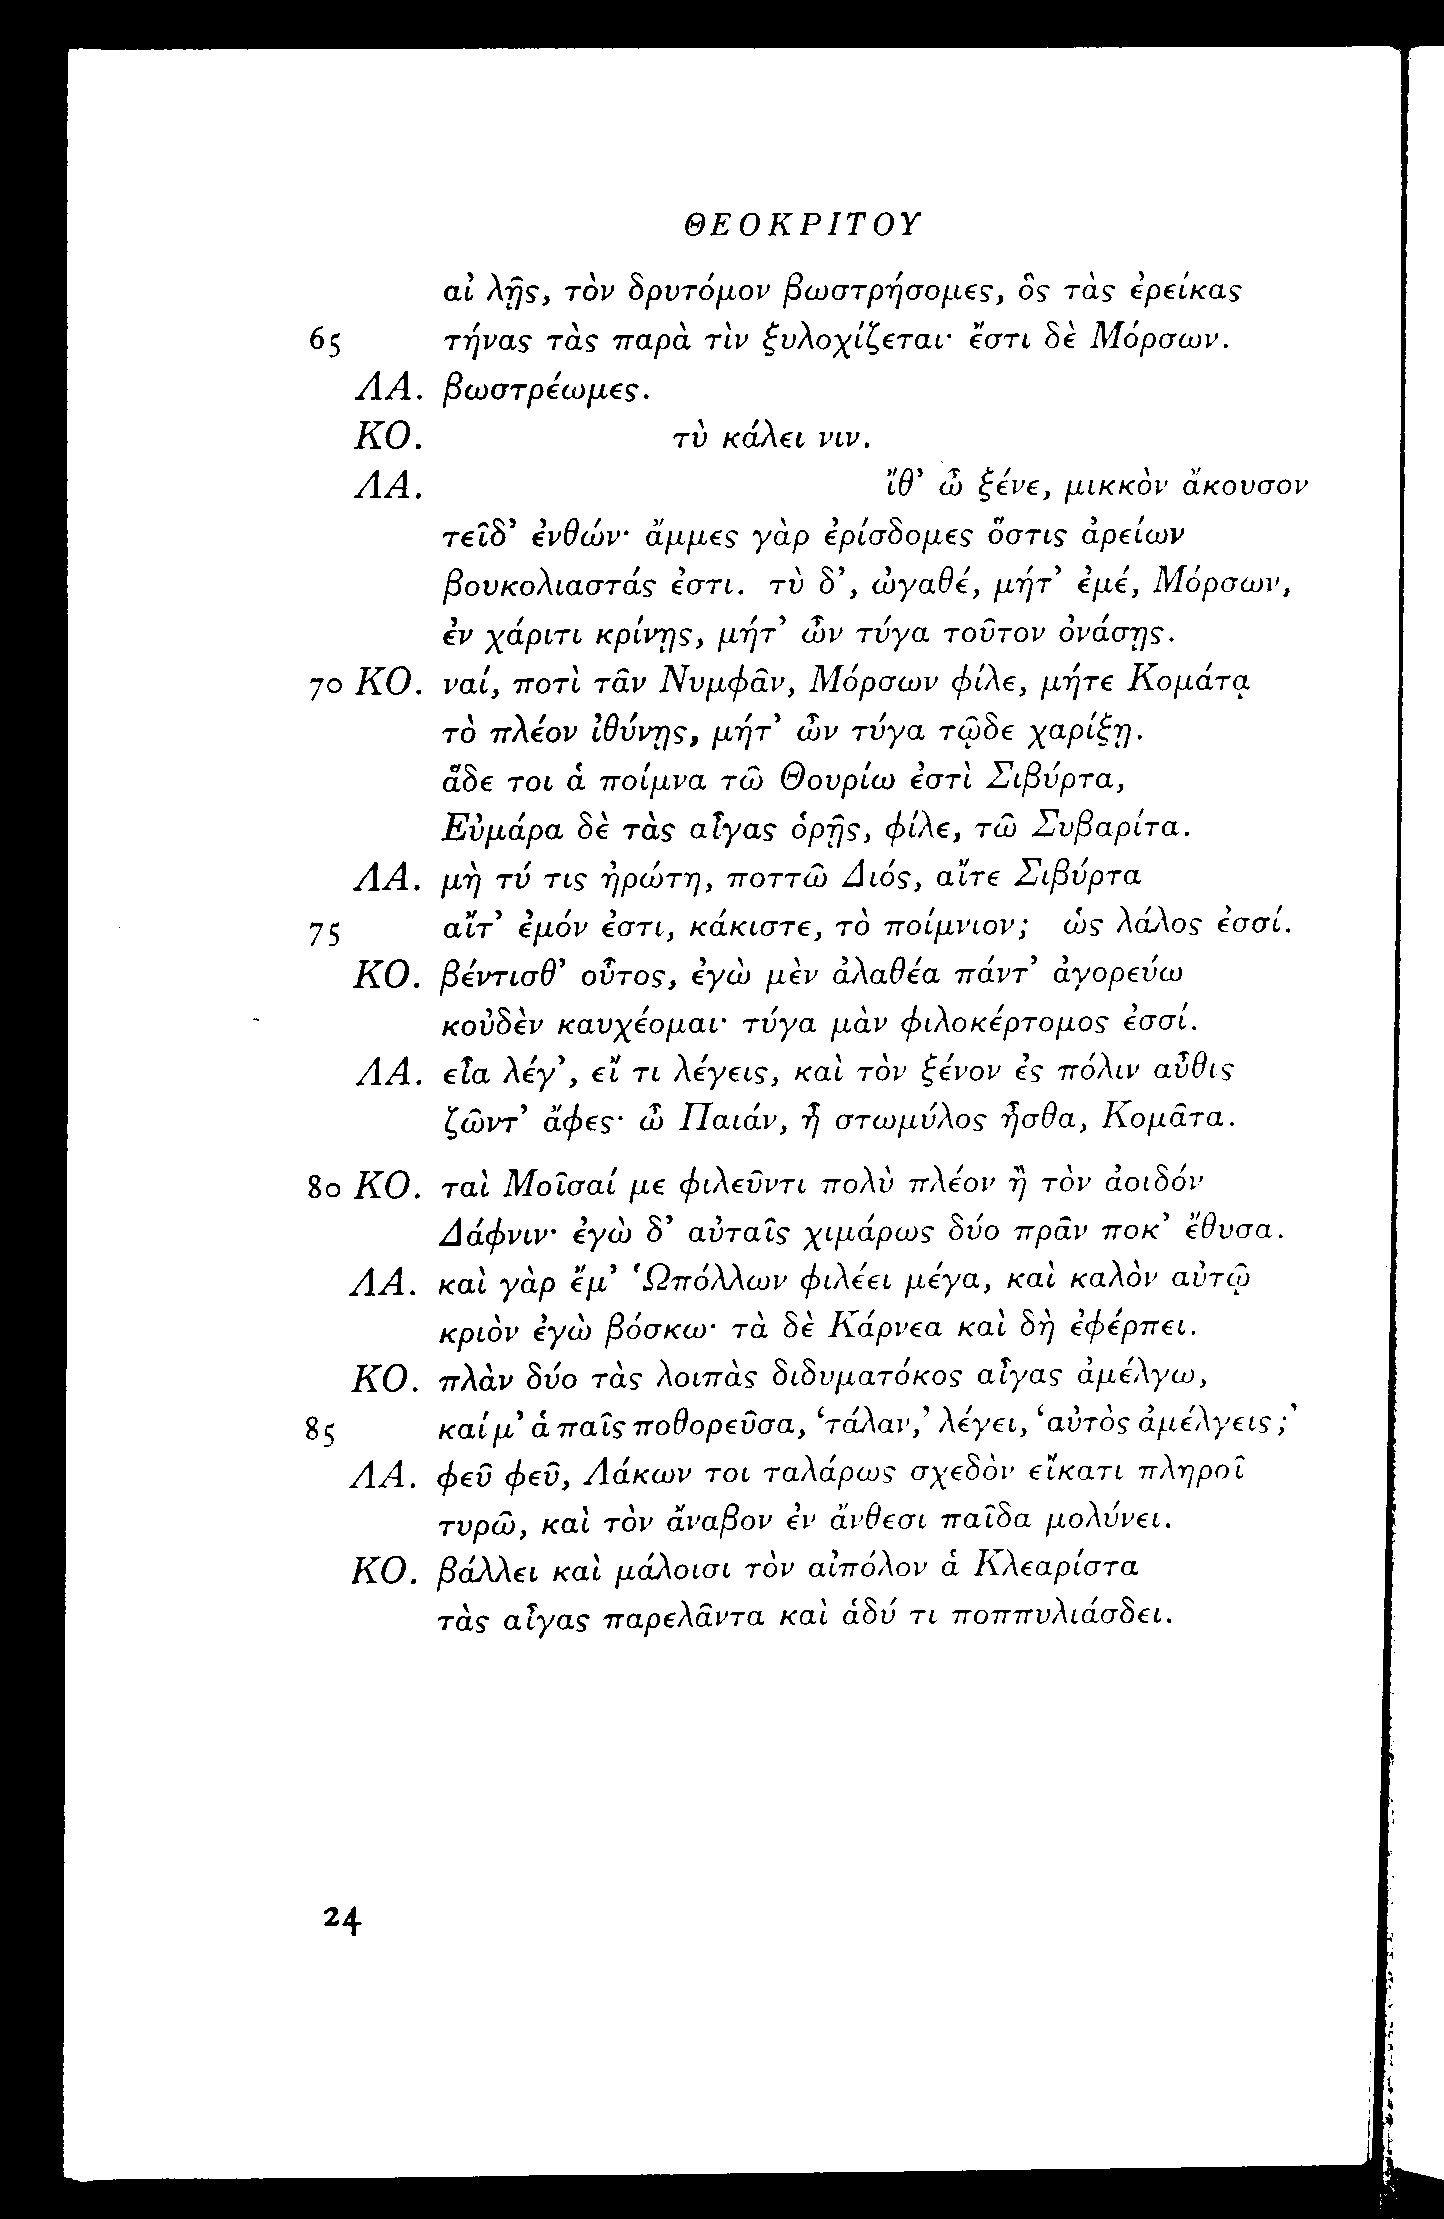 ΘΕΟΚΡΙΤΟΥ
αἰ λῇς, τὸν δρυτόμον βωστρήσομες, ὃς τὰς ἐρείκας
65 τήνας τὰς παρὰ τὶν ξυλοχίζεται· ἔστι δὲ Μόρσων.
ΛΑ. βωστρέωμες.
ΚΟ. τὺ κάλει νιν.
ΛΑ. ἴθ’ ὦ ξένε, μικκὸν ἄκουσον
τεῖδ’ ἐνθών· ἄμμες γὰρ ἐρίσδομες ὅστις ἀρείων
βουκολιαστάς ἐστι. τὺ δ’, ὠγαθέ, μήτ’ ἐμέ, Μόρσων,
ἐν χάριτι κρίνῃς, μήτ’ ὦν τύγα τοῦτον ὀνάσῃς.
70 ΚΟ. ναί, ποτὶ τᾶν Νυμφᾶν, Μόρσων φίλε, μήτε Κομάτᾳ
τὸ πλέον ἰθύνῃς, μήτ’ ὦν τύγα τῷδε χαρίξῃ.
ἅδε τοι ἁ ποίμνα τῶ Θουρίω ἐστὶ Σιβύρτα,
Εὐμάρα δὲ τὰς αἶγας ὁρῇς, φίλε, τῶ Συβαρίτα.
ΛΑ. μὴ τύ τις ἠρώτη, ποττῶ Διός, αἴτε Σιβύρτα
75 αἴτ’ ἐμόν ἐστι, κάκιστε, τὸ ποίμνιον; ὡς λάλος ἐσσί.
ΚΟ. βέντισθ’ οὗτος, ἐγὼ μὲν ἀλαθέα πάντ’ ἀγορεύω
κοὐδὲν καυχέομαι· τύγα μὰν φιλοκέρτομος ἐσσί.
ΛΑ. εἶα λέγ’, εἴ τι λέγεις, καὶ τὸν ξένον ἐς πόλιν αὖθις
ζῶντ’ ἄφες· ὦ Παιάν, ἦ στωμύλος ἦσθα, Κομᾶτα.
80 ΚΟ. ταὶ Μοῖσαί με φιλεῦντι πολὺ πλέον ἢ τὸν ἀοιδόν
Δάφνιν· ἐγὼ δ’ αὐταῖς χιμάρως δύο πρᾶν ποκ’ ἔθυσα.
ΛΑ. καὶ γὰρ ἔμ’ Ὡπόλλων φιλέει μέγα, καὶ καλὸν αὐτῷ
κριὸν ἐγὼ βόσκω· τὰ δὲ Κάρνεα καὶ δὴ ἐφέρπει.
ΚΟ. πλὰν δύο τὰς λοιπὰς διδυματόκος αἶγας ἀμέλγω,
85 καί μ’ ἁ παῖς ποθορεῦσα, ‘τάλαν,’ λέγει, ‘αὐτὸς ἀμέλγεις;’
ΛΑ. φεῦ φεῦ, Λάκων τοι ταλάρως σχεδὸν εἴκατι πληροῖ
τυρῶ, καὶ τὸν ἄναβον ἐν ἄνθεσι παῖδα μολύνει.
ΚΟ. βάλλει καὶ μάλοισι τὸν αἰπόλον ἁ Κλεαρίστα
τὰς αἶγας παρελᾶντα καὶ ἁδύ τι ποππυλιάσδει.
24